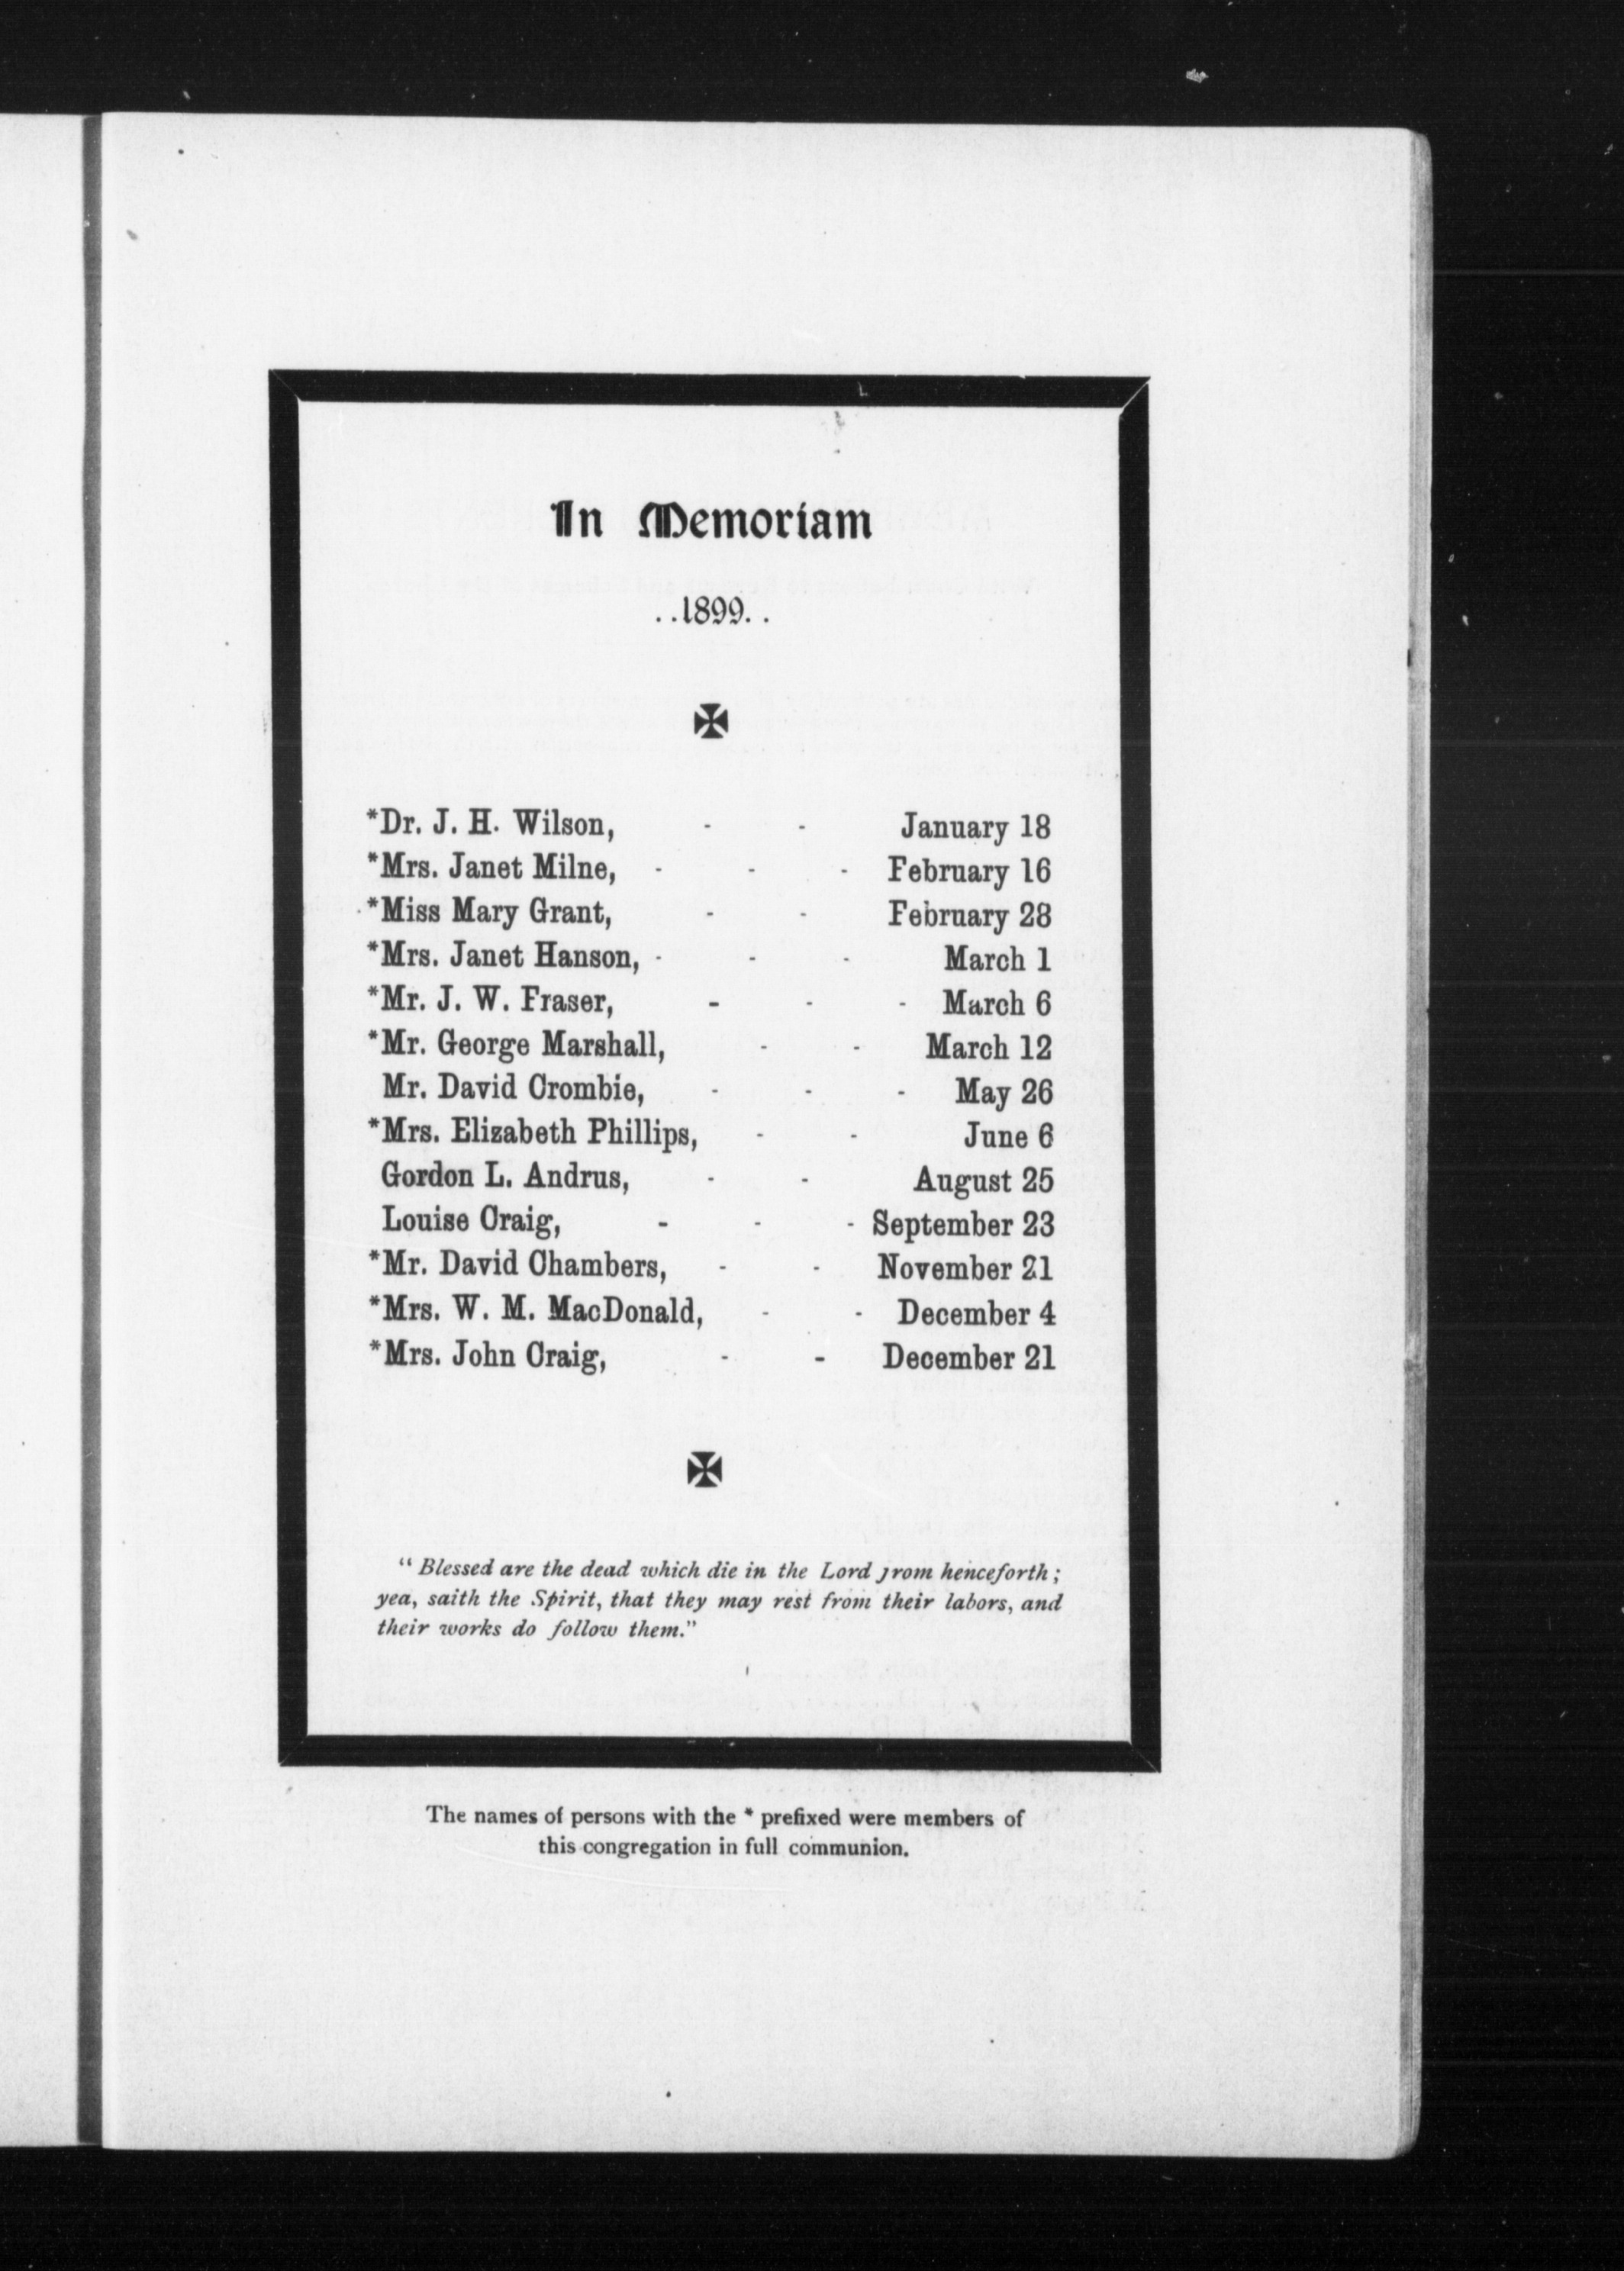 In Memoriam
..1899..
*Dr. J. H. Wilson, - - January 18
*Mrs. Janet Milne, - - - February 16
*Miss Mary Grant, - - February 28
*Mrs. Janet Hanson, - - - March 1
*Mr. J. W. Fraser, - - - March 6
*Mr. George Marshall, - - March 12
Mr. David Crombie, - - - May 26
*Mrs. Elizabeth Phillips, - - June 6
Gordon L. Andrus, - - August 25
Louise Craig, - - - September 23
*Mr. David Chambers, - - November 21
*Mrs. W. M. MacDonald, - - December 4
*Mrs. John Craig, - - December 21
“ Blessed are the dead which die in the Lord from henceforth ;
yea, saith the Spirit, that they may rest from their labors, and
their works do follow them.”
The names of persons with the * prefixed were members of
this congregation in full communion.